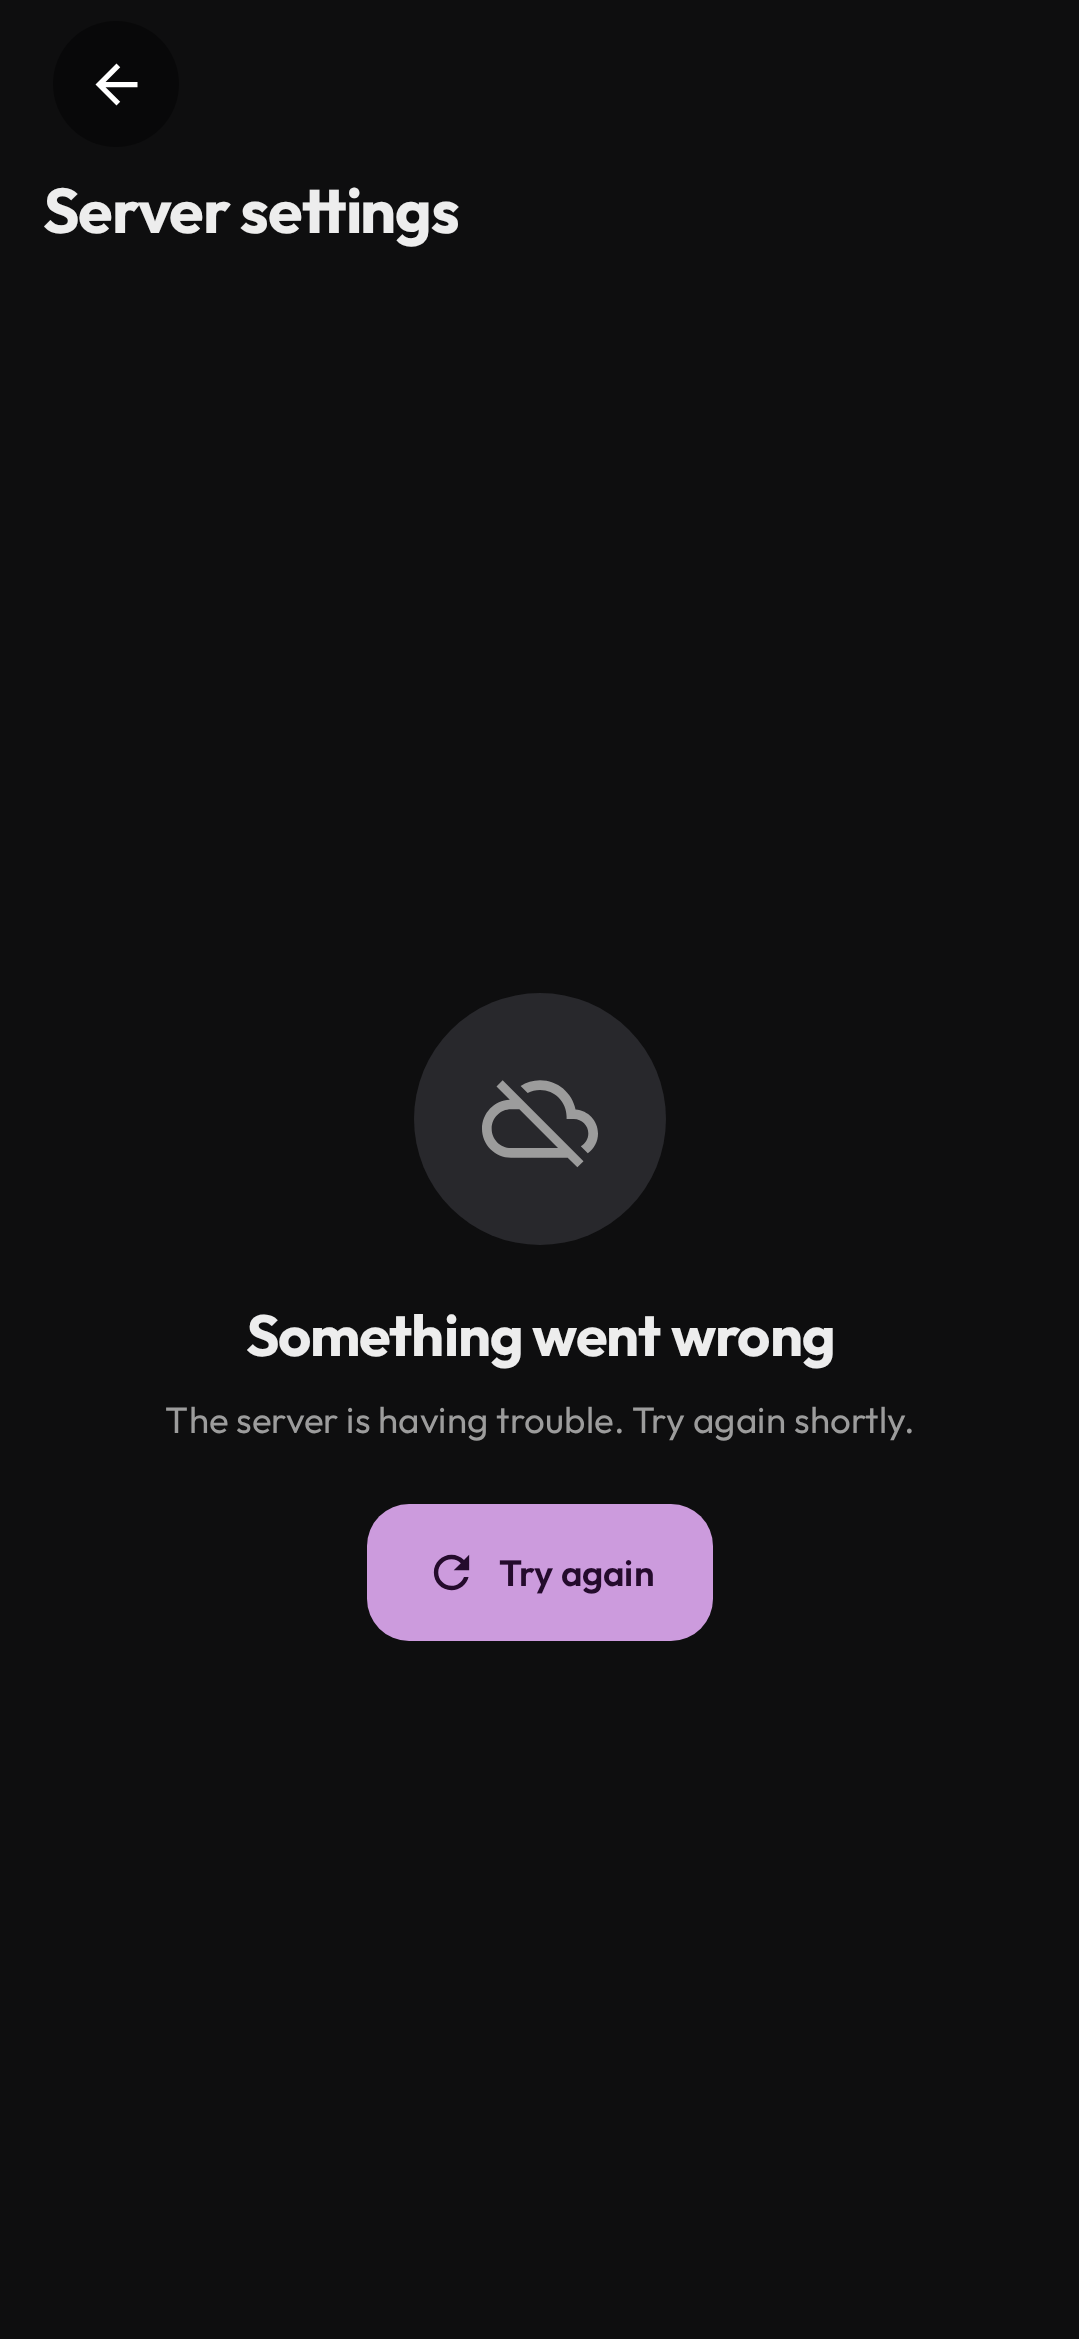 Server settings
Something went wrong
The server is having trouble. Try again shortly.
Try again